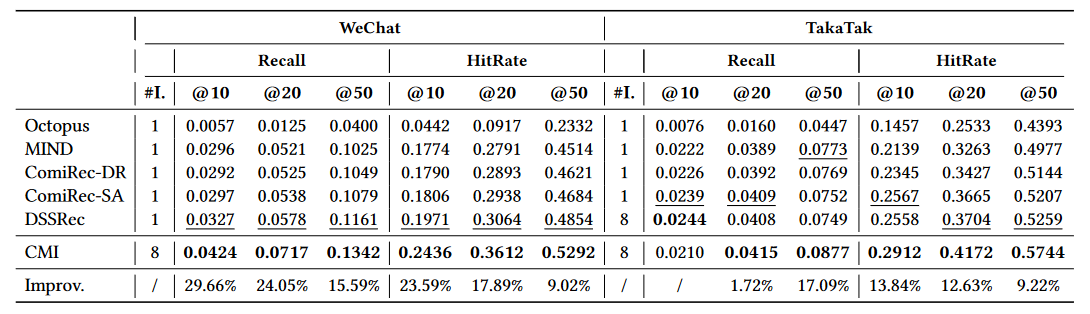 WeChat TakaTak
Recall HitRate Recall HitRate
#I. @10 @20 @50 @10 @20 @50 #I. @10 @20 @50 @10 @20 @50
Octopus 1 0.0057 0.0125 0.0400 0.0442 0.0917 0.2332 1 0.0076 0.0160 0.0447 0.1457 0.2533 0.4393
MIND 1 0.0296 0.0521 0.1025 0.1774 0.2791 0.4514 1 0.0222 0.0389 0.0773 0.2139 0.3263 0.4977
ComiRec-DR 1 0.0292 0.0525 0.1049 0.1790 0.2893 0.4621 1 0.0226 0.0392 0.0769 0.2345 0.3427 0.5144
ComiRec-SA 1 0.0297 0.0538 0.1079 0.1806 0.2938 0.4684 1 0.0239 0.0409 0.0752 0.2567 0.3665 0.5207
DSSRec 1 0.0327 0.0578 0.1161 0.1971 0.3064 0.4854 8 0.0244 0.0408 0.0749 0.2558 0.3704 0.5259
CMI 8 0.0424 0.0717 0.1342 0.2436 0.3612 0.5292 8 0.0210 0.0415 0.0877 0.2912 0.4172 0.5744
Improv. / 29.66% 24.05% 15.59% 23.59% 17.89% 9.02% / / 1.72% 17.09% 13.84% 12.63% 9.22%